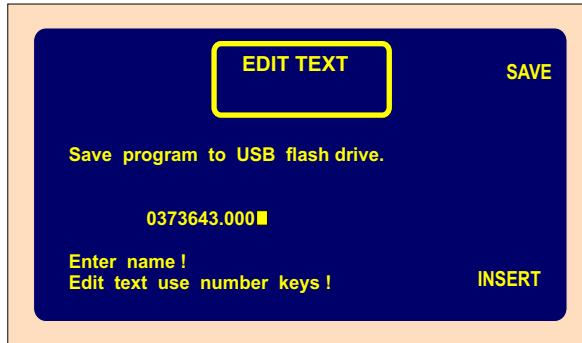 EDIT TEXT
SAVE
Save program to USB flash drive.
0373643.000
Enter name !
Edit text use number keys !
INSERT